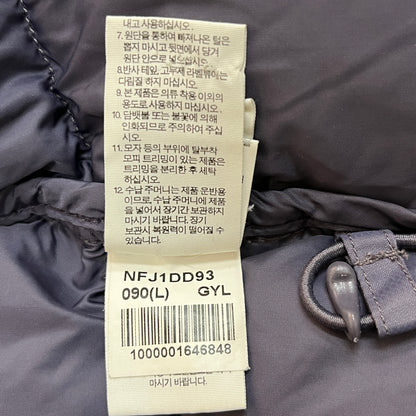 내고 사용하십시오.
7. 원단을 통하여 빠져나온 털은
뽑지 마시고 뒷면에서 당겨
원단 안으로 넣으십시오.
8. 반사 테잎, 고무제 라벨류에는
다림질 하지 마십시오.
9. 본 제품은 의류 착용 이외의
용도로 사용하지 마십시오.
10. 담뱃불 또는 불꽃에 의해
인화되므로 주의하여 주십
시오.
11. 모자 등의 부위에 탈부착
모피 트리밍이 있는 제품은
트리밍을 분리한 후 세탁
하십시오.
12. 수납 주머니는 제품 운반용
이므로, 수납 주머니에 제품
을 넣어서 장기간 보관하지
마십시오. 장기
보관시 복원력이 떨어질 수
있습니다.
NFJ1DD93
090(L) GYL
1000001646848
마시기 바랍니다.